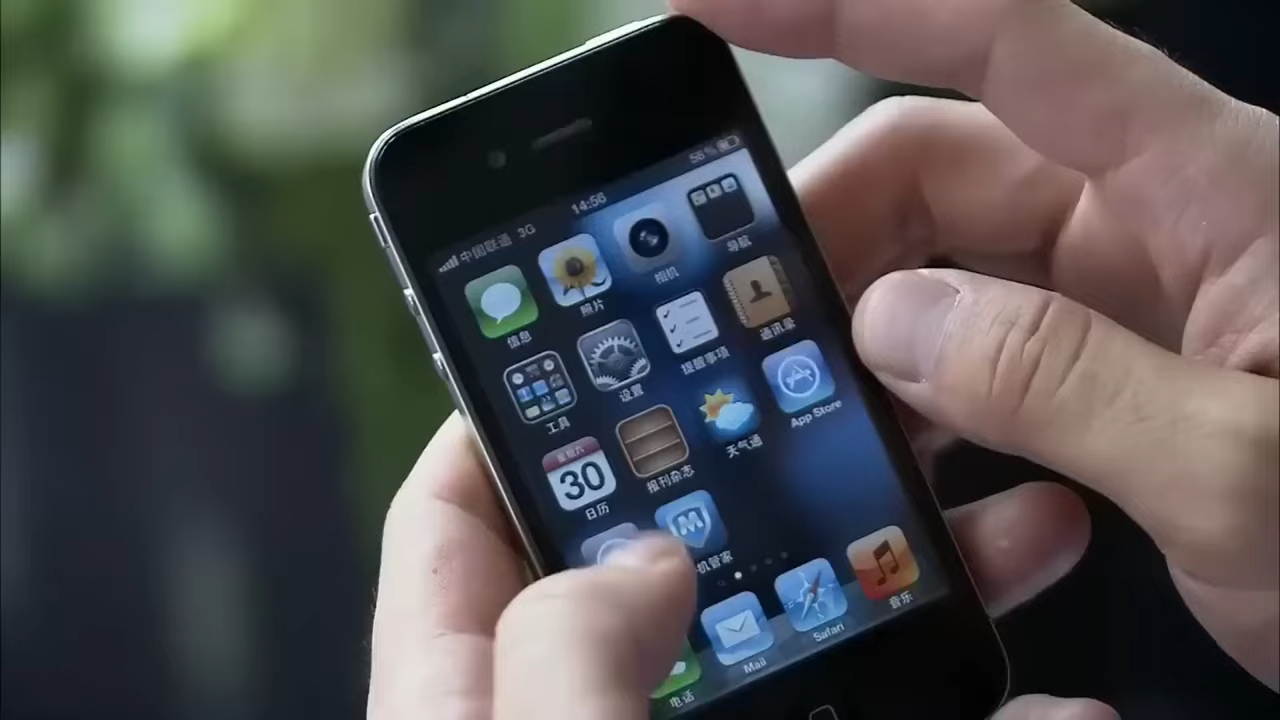 中国联通 3G
14:56
56%
信息
照片
相机
导航
工具
设置
提醒事项
通讯录
星期六
30
日历
报刊杂志
天气通
App Store
M
机管家
电话
Mail
Safari
音乐